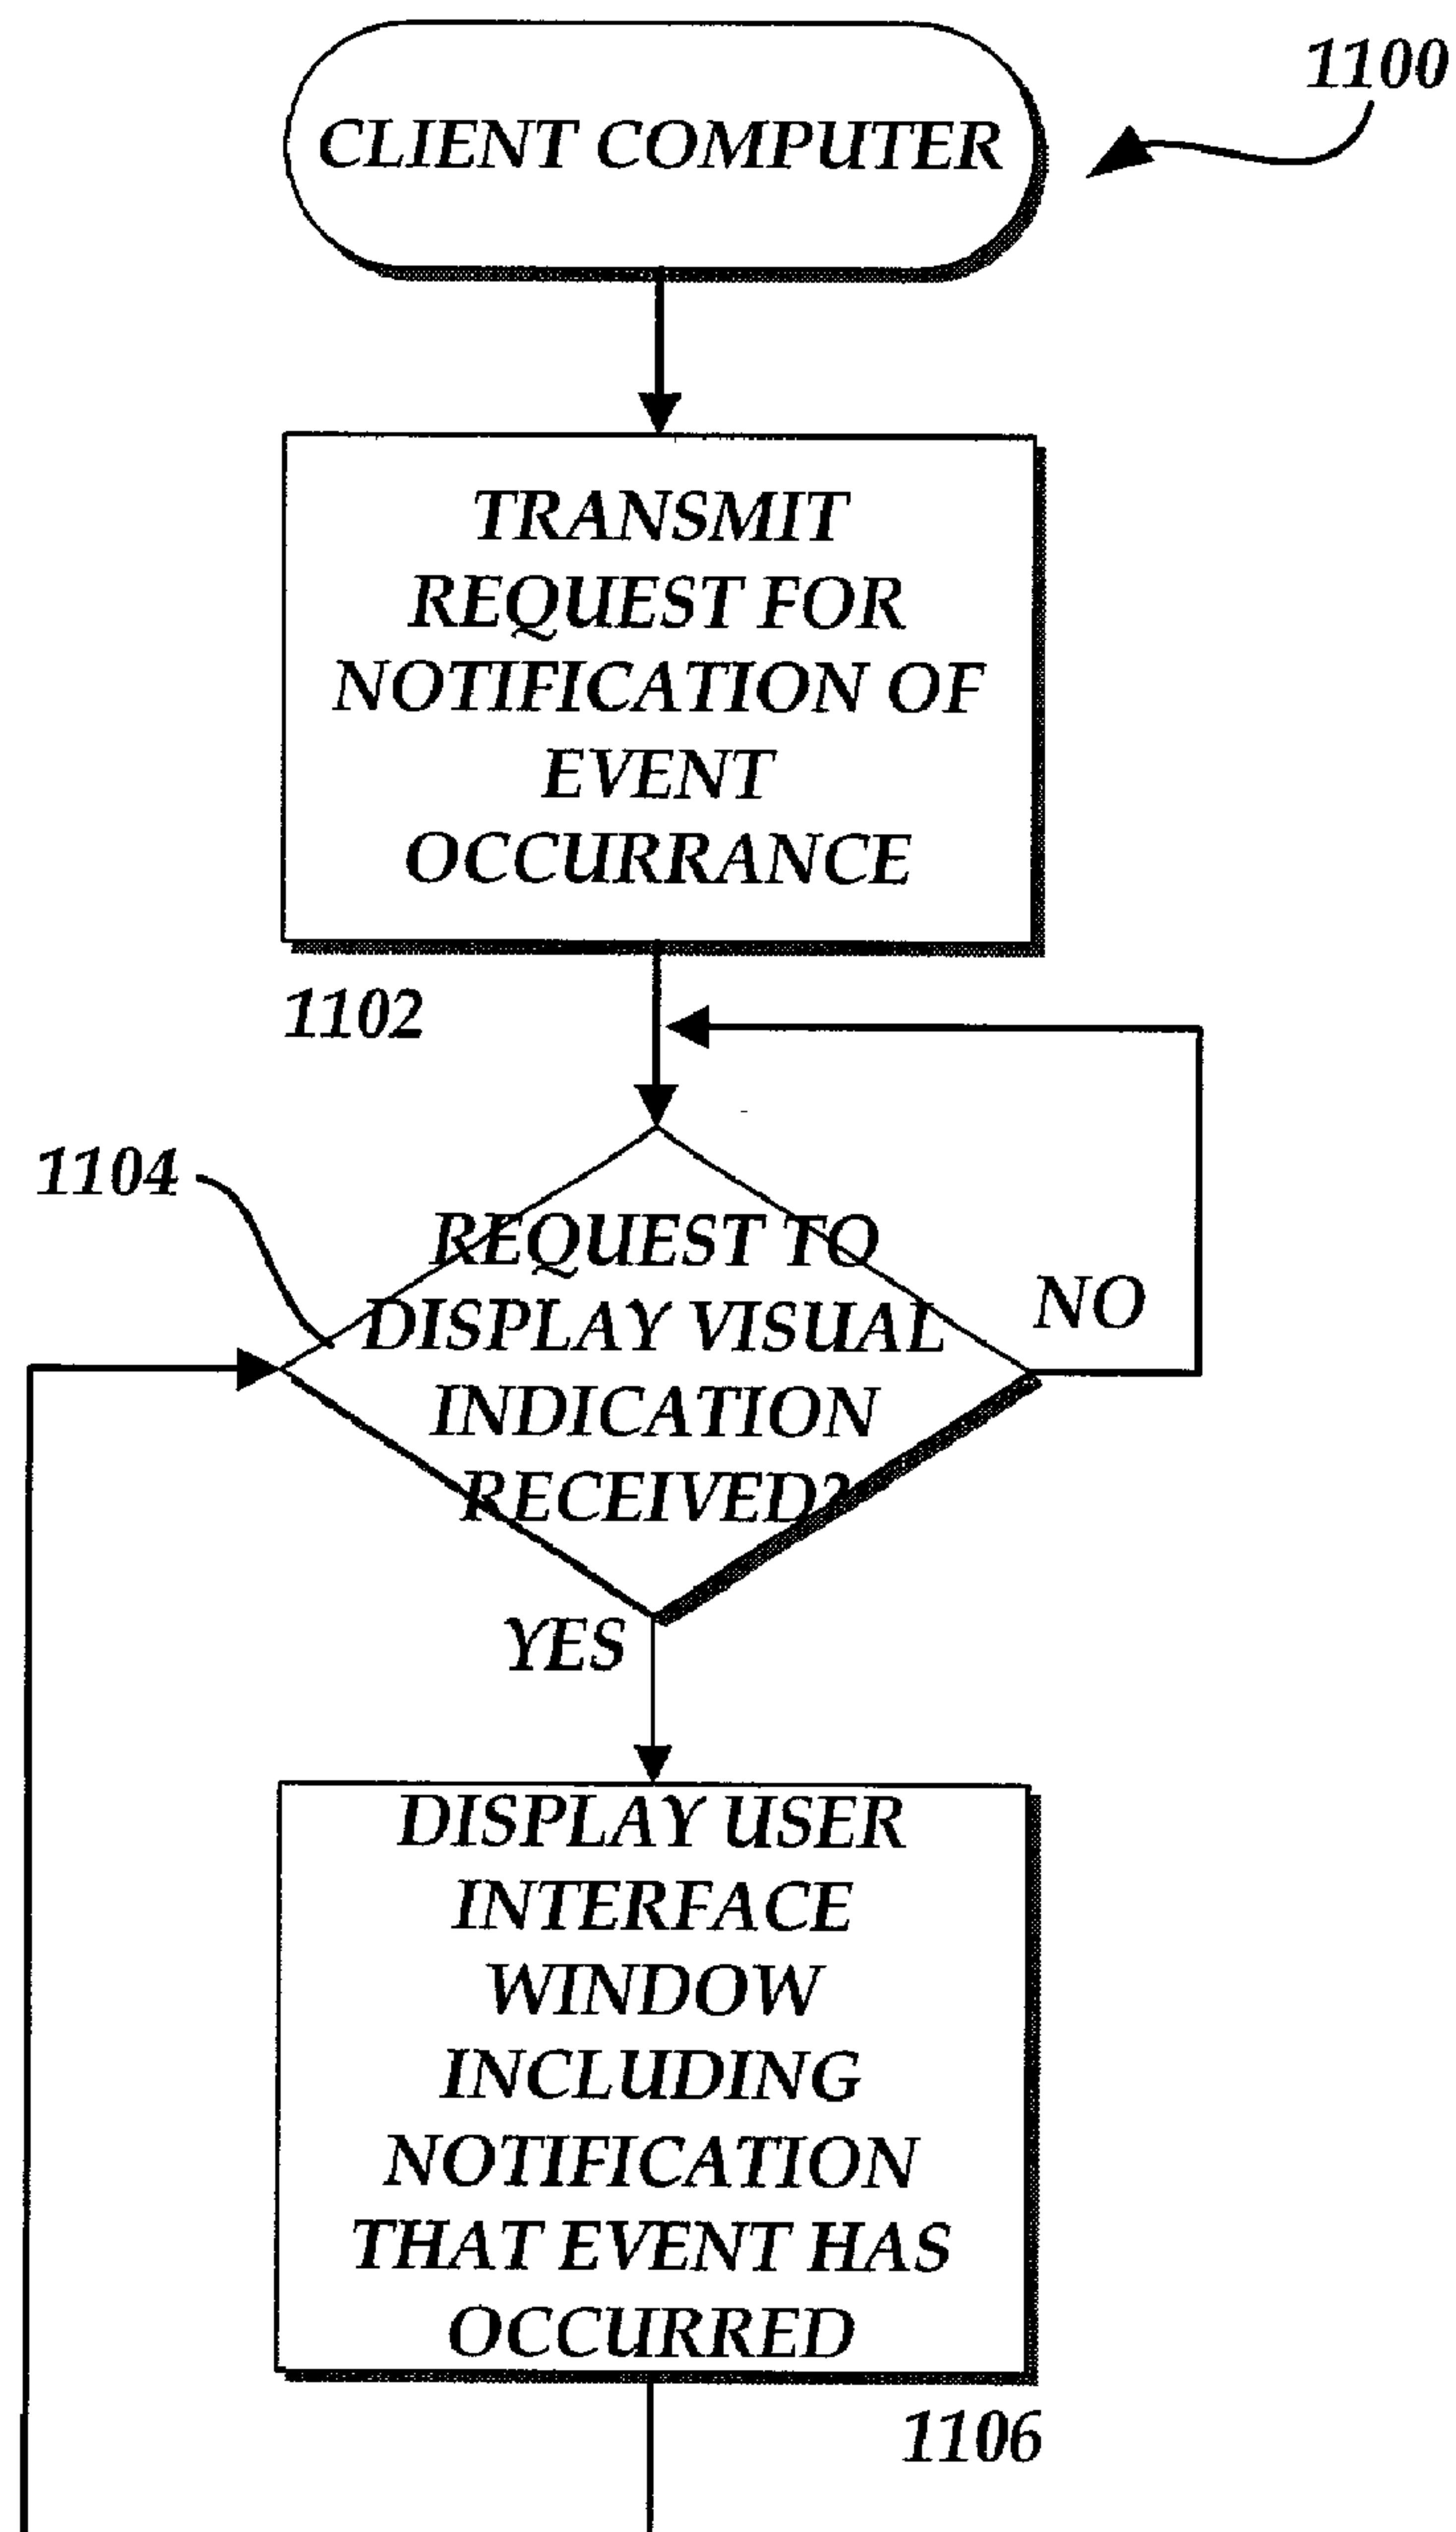 1100
CLIENT COMPUTER
TRANSMIT
REQUEST FOR
NOTIFICATION OF
EVENT
OCCURRANCE
1102
1104
REQUEST TO
DISPLAY VISUAL
INDICATION
RECEIVED?
NO
YES
DISPLAY USER
INTERFACE
WINDOW
INCLUDING
NOTIFICATION
THAT EVENT HAS
OCCURRED
1106